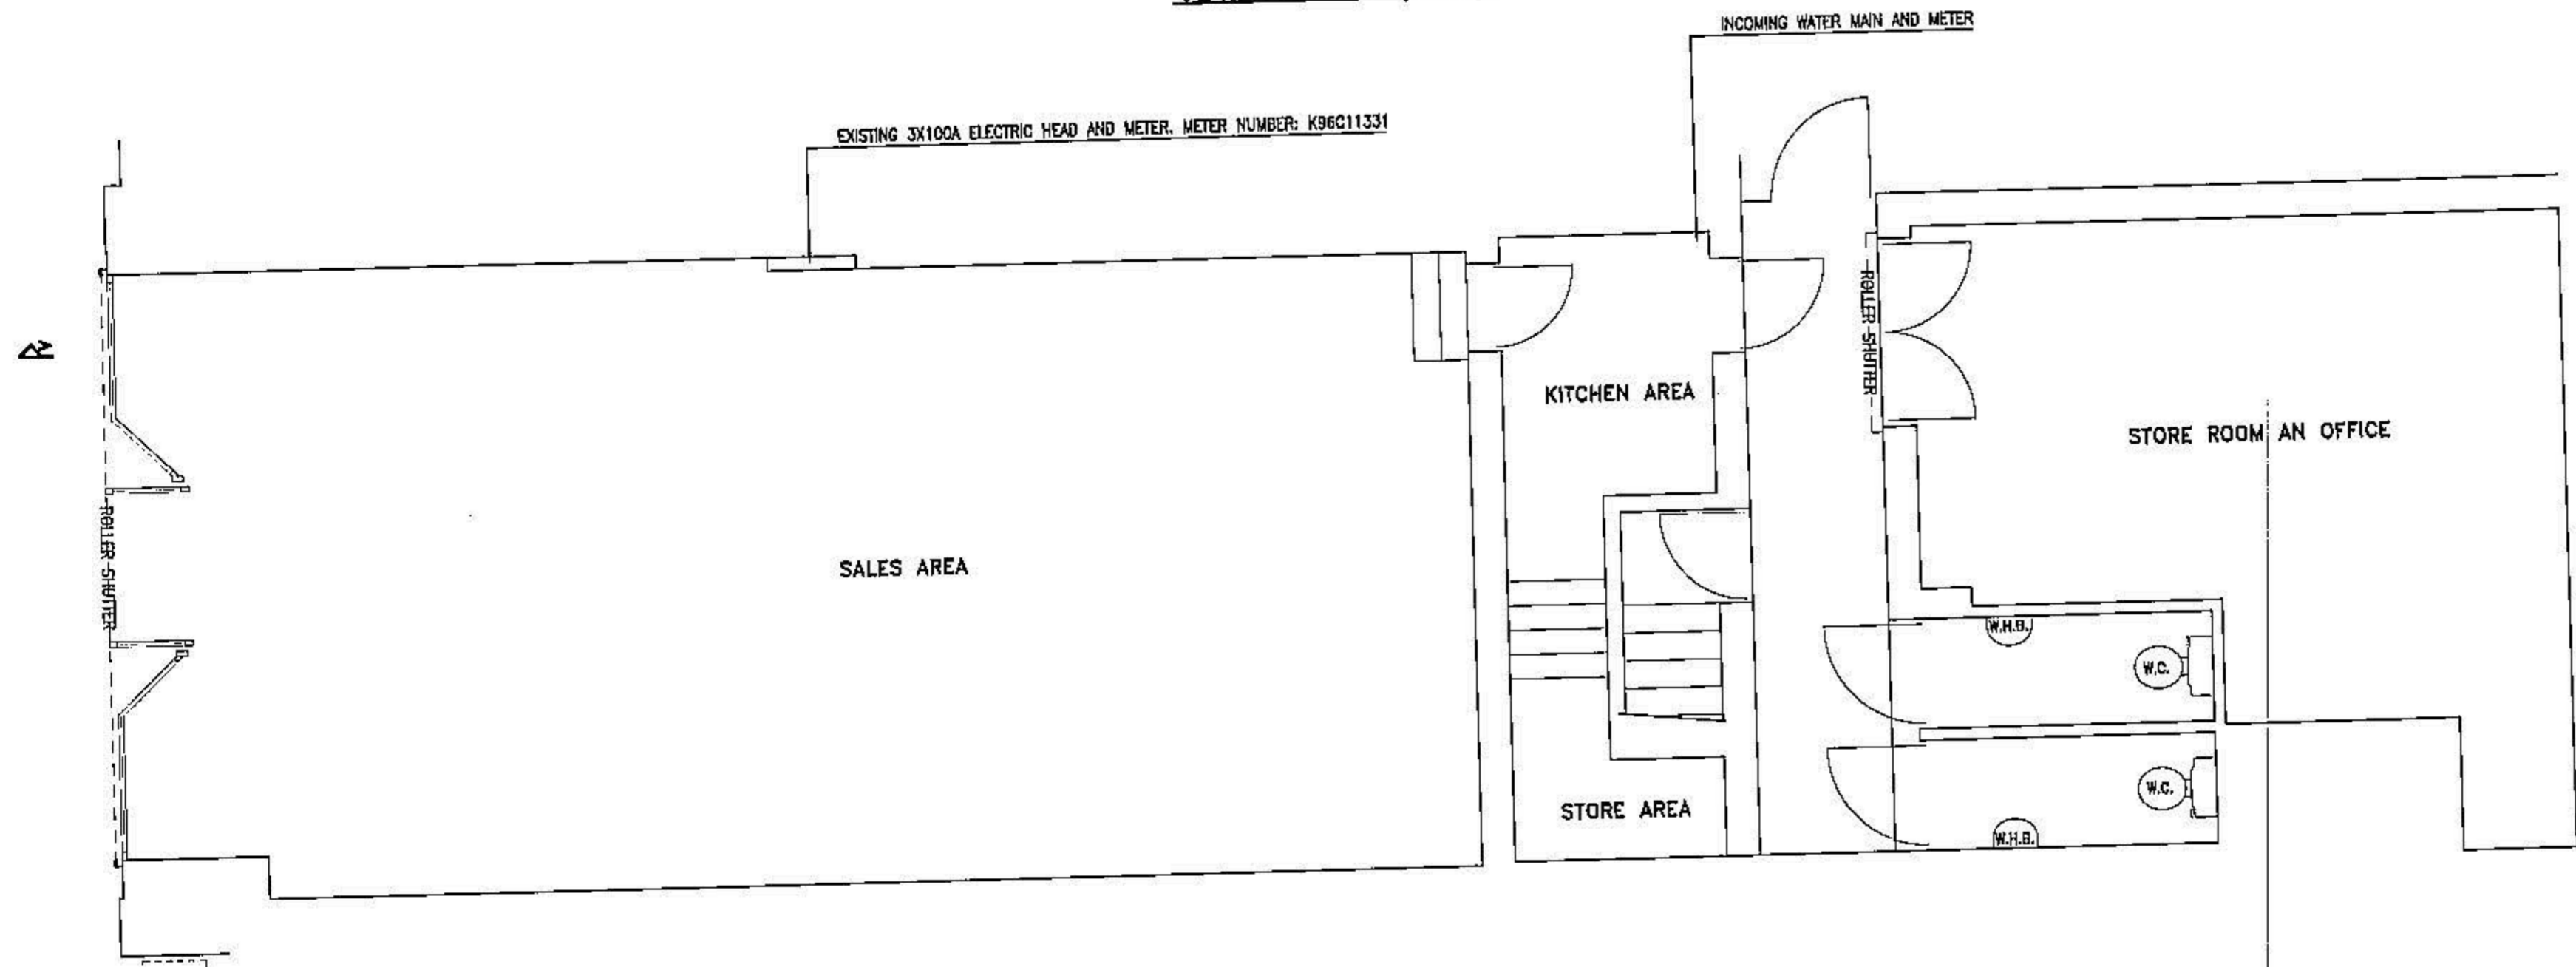 INCOMING WATER MAIN AND METER
EXISTING 3X100A ELECTRIC HEAD AND METER. METER NUMBER: K96C11331
ROLLER SHUTTER
KITCHEN AREA
STORE ROOM AN OFFICE
ROLLER SHUTTER
SALES AREA
W.H.B.
W.C.
W.C.
STORE AREA
W.H.B.